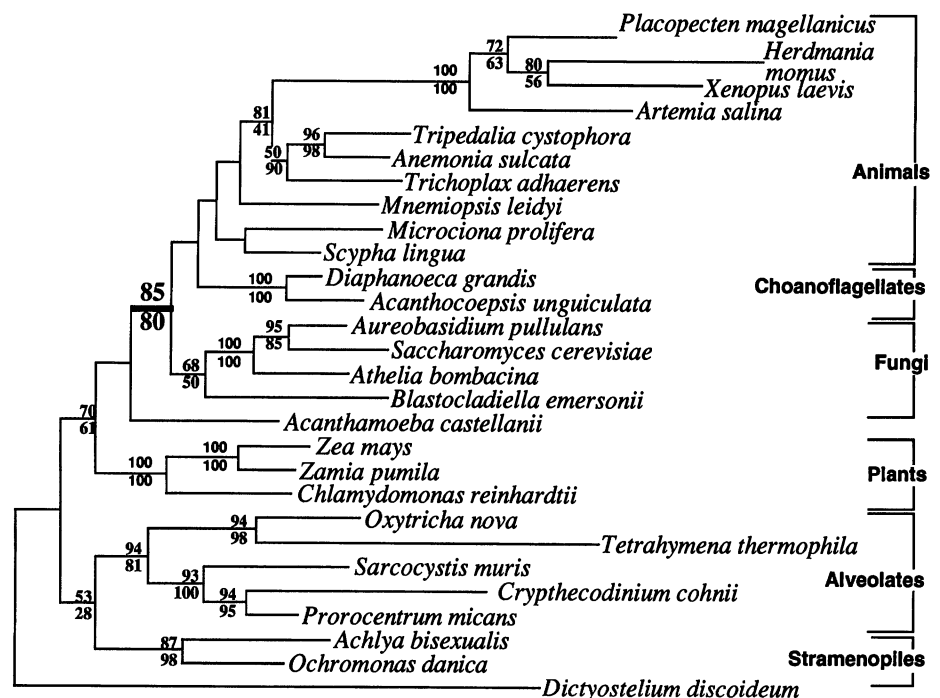 Placopecten magellanicus
72
63
Herdmania
momus
80
56
Xenopus laevis
100
100
Artemia salina
81
41
96
98
Tripedalia cystophora
50
90
Anemonia sulcata
Trichoplax adhaerens
Animals
Mnemiopsis leidyi
Microciona prolifera
Scypha lingua
100
100
Diaphanoeca grandis
Acanthocoepsis unguiculata
Choanoflagellates
85
80
95
85
Aureobasidium pullulans
100
100
Saccharomyces cerevisiae
68
50
Athelia bombacina
Fungi
Blastocladiella emersonii
70
61
Acanthamoeba castellanii
100
100
Zea mays
100
100
Zamia pumila
Plants
Chlamydomonas reinhardtii
94
98
Oxytricha nova
Tetrahymena thermophila
94
81
93
100
Sarcocystis muris
Alveolates
94
95
Crypthecodinium cohnii
53
28
Prorocentrum micans
87
98
Achlya bisexualis
Stramenopiles
Ochromonas danica
Dictyostelium discoideum